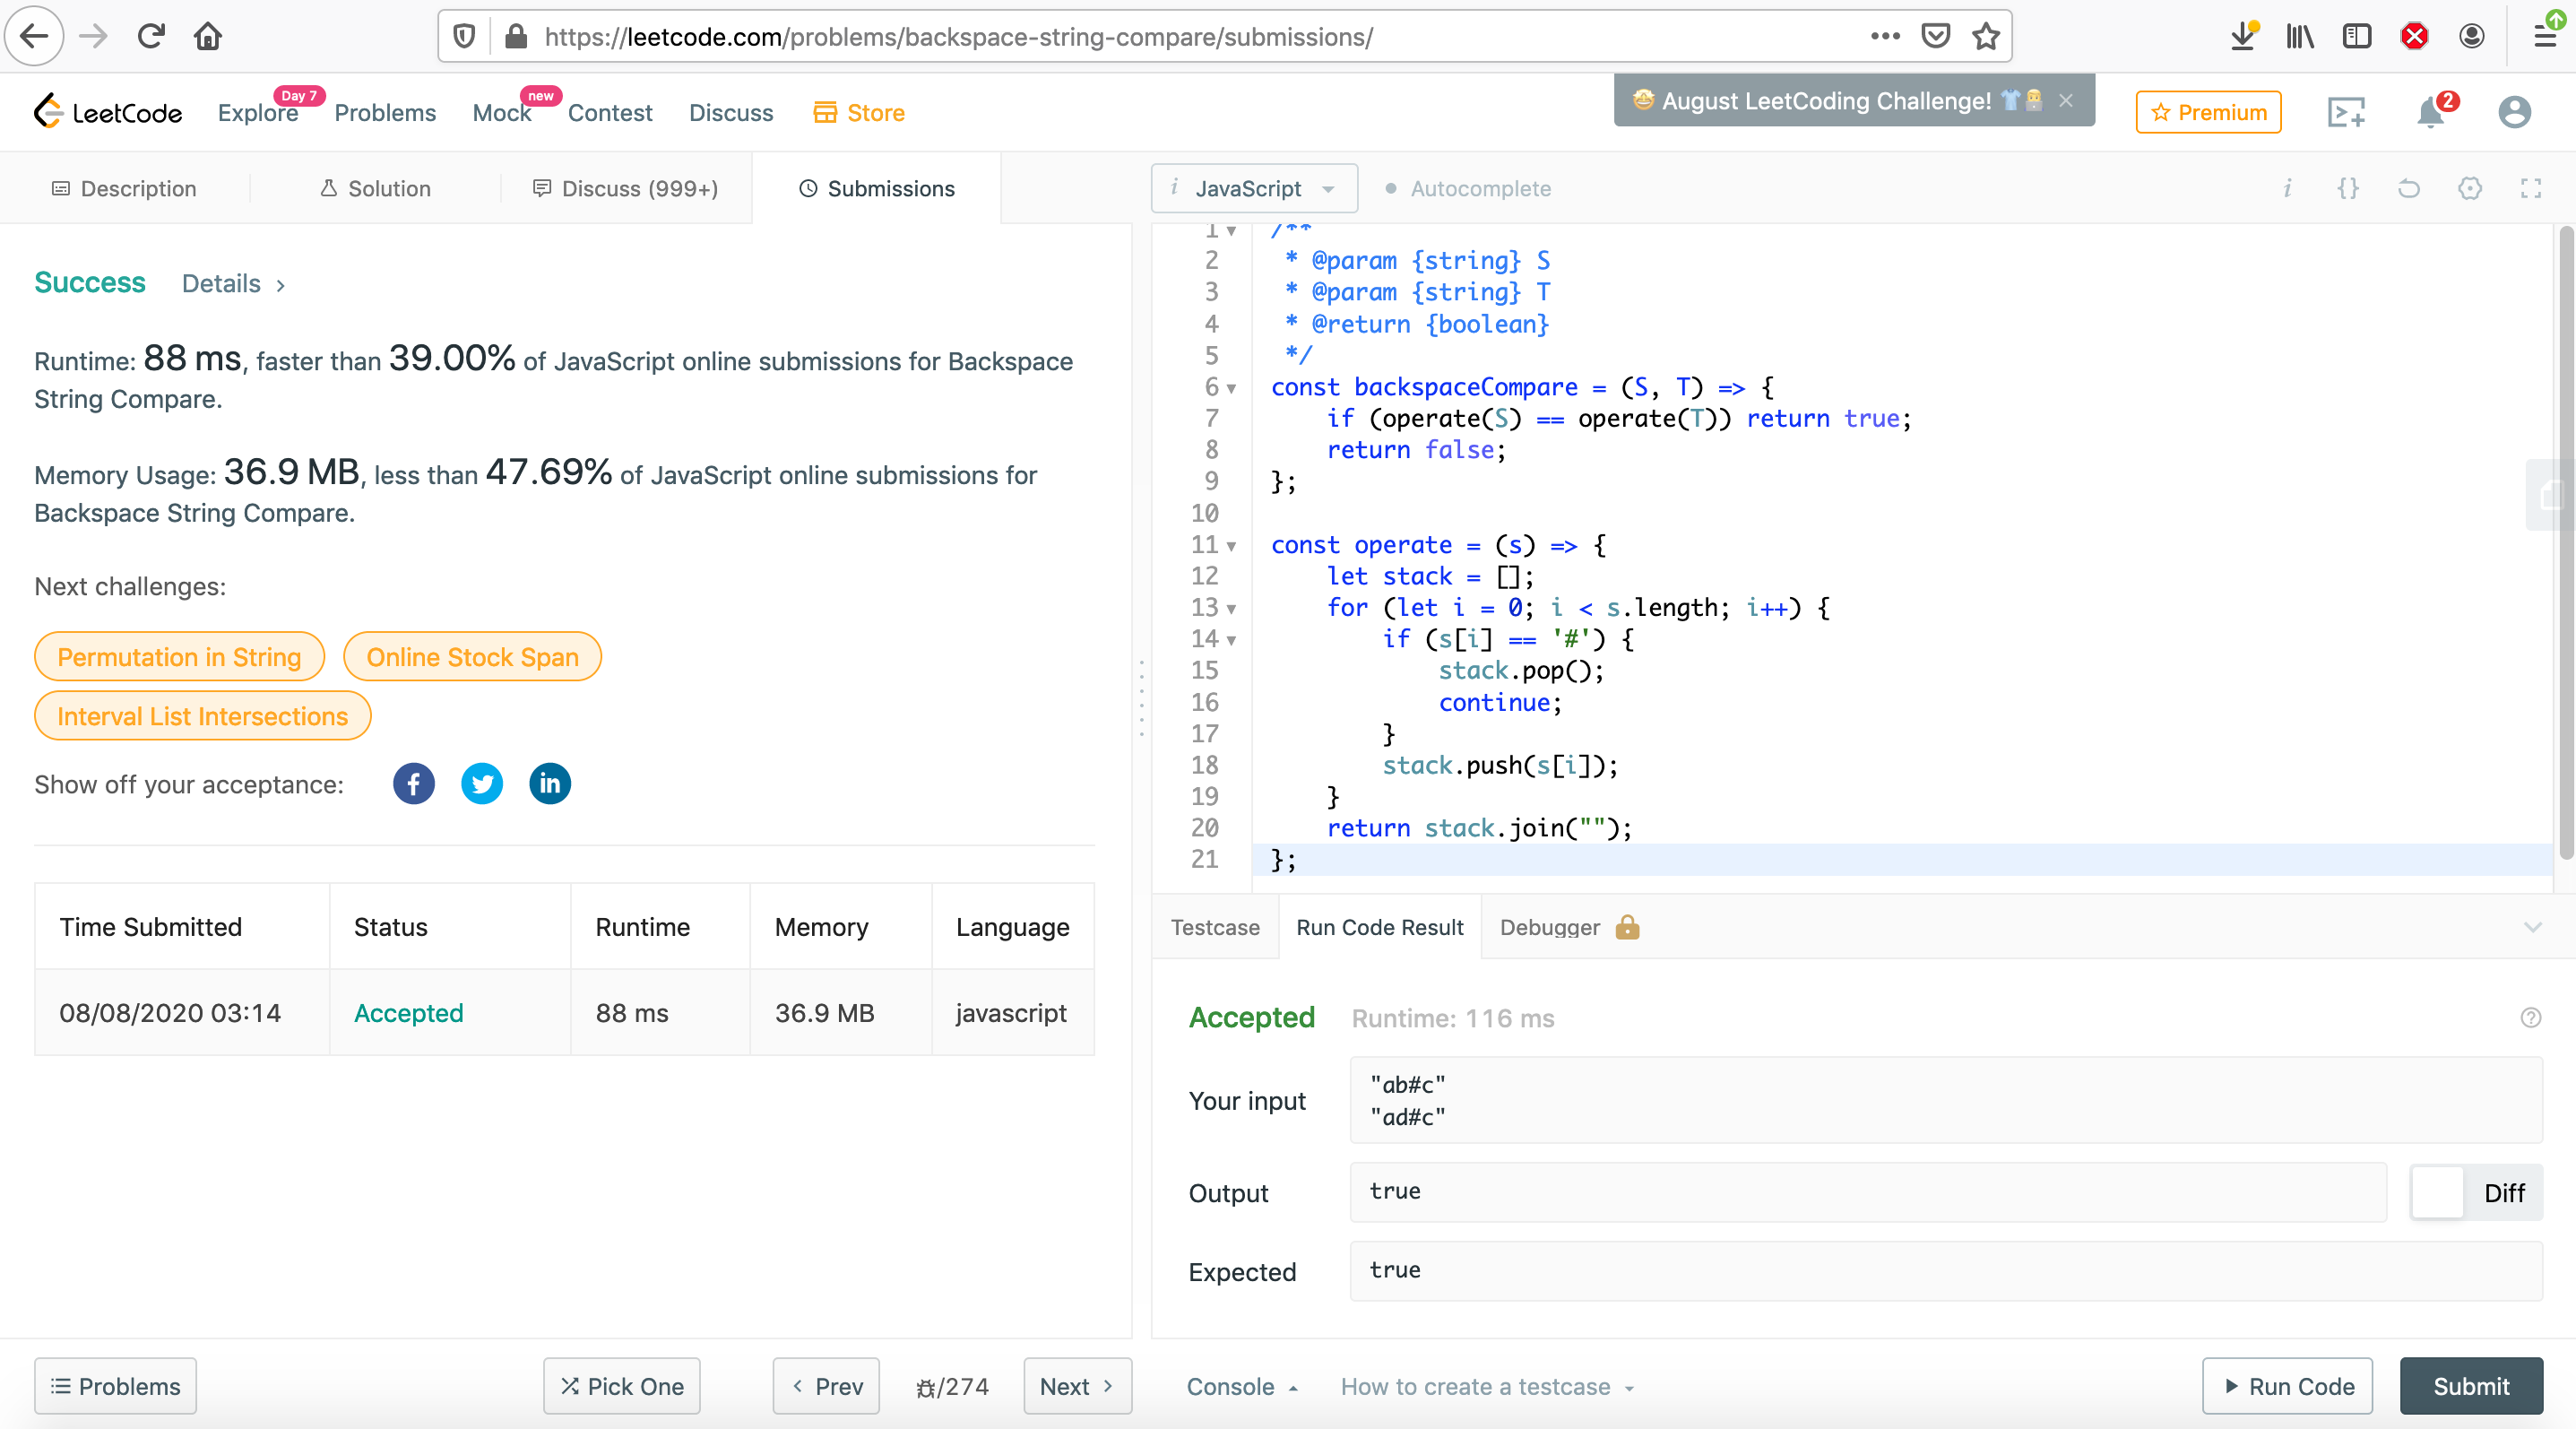 https://leetcode.com/problems/backspace-string-compare/submissions/
LeetCode
Explore
Day 7
Problems
Mock
new
Contest
Discuss
Store
August LeetCoding Challenge!
Premium
2
Description
Solution
Discuss (999+)
Submissions
Success Details >
Runtime: 88 ms, faster than 39.00% of JavaScript online submissions for Backspace
String Compare.
Memory Usage: 36.9 MB, less than 47.69% of JavaScript online submissions for
Backspace String Compare.
Next challenges:
Permutation in String
Online Stock Span
Interval List Intersections
Show off your acceptance:
Time Submitted Status Runtime Memory Language
08/08/2020 03:14 Accepted 88 ms 36.9 MB javascript
Problems
Pick One
< Prev
/274
Next >
i JavaScript
Autocomplete
1 /**
2  * @param {string} S
3  * @param {string} T
4  * @return {boolean}
5  */
6 const backspaceCompare = (S, T) => {
7     if (operate(S) == operate(T)) return true;
8     return false;
9 };
10
11 const operate = (s) => {
12     let stack = [];
13     for (let i = 0; i < s.length; i++) {
14         if (s[i] == '#') {
15             stack.pop();
16             continue;
17         }
18         stack.push(s[i]);
19     }
20     return stack.join("");
21 };
Testcase
Run Code Result
Debugger
Accepted Runtime: 116 ms
Your input
"ab#c"
"ad#c"
Output
true
Diff
Expected
true
Console
How to create a testcase
Run Code
Submit